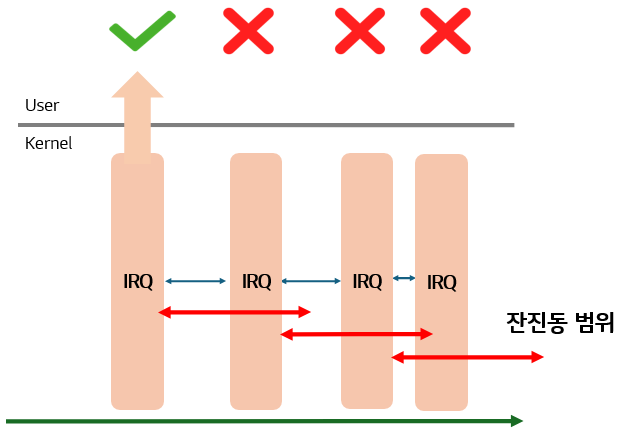 User
Kernel
IRQ
IRQ
IRQ
IRQ
잔진동 범위